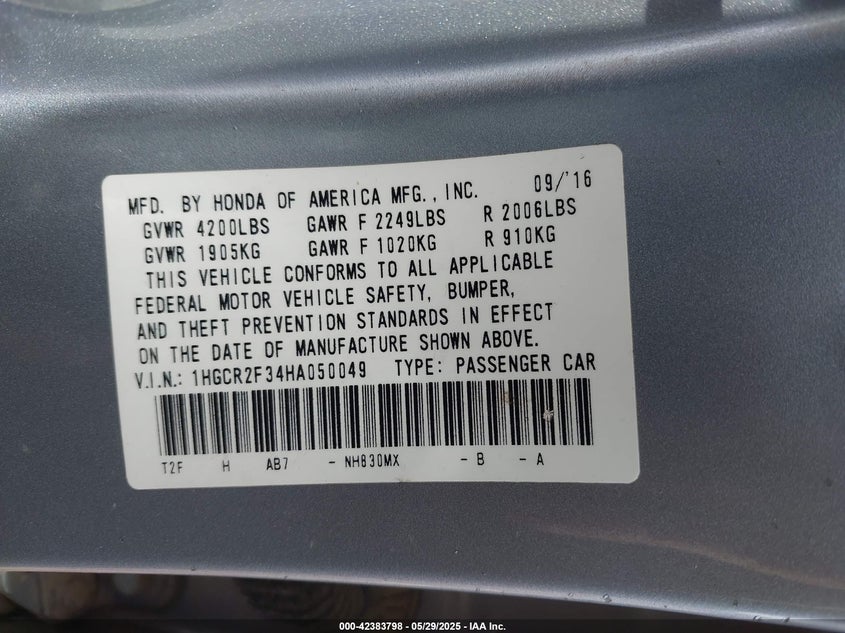 MFD. BY HONDA OF AMERICA MFG., INC. 09/'16
GVWR 4200LBS GAWR F 2249LBS R 2006LBS
GVWR 1905KG GAWR F 1020KG R 910KG
THIS VEHICLE CONFORMS TO ALL APPLICABLE
FEDERAL MOTOR VEHICLE SAFETY, BUMPER,
AND THEFT PREVENTION STANDARDS IN EFFECT
ON THE DATE OF MANUFACTURE SHOWN ABOVE.
V.I.N.: 1HGCR2F34HA050049 TYPE: PASSENGER CAR
T2F H AB7 - NH830MX - B - A
000-42383798 - 05/29/2025 - IAA Inc.